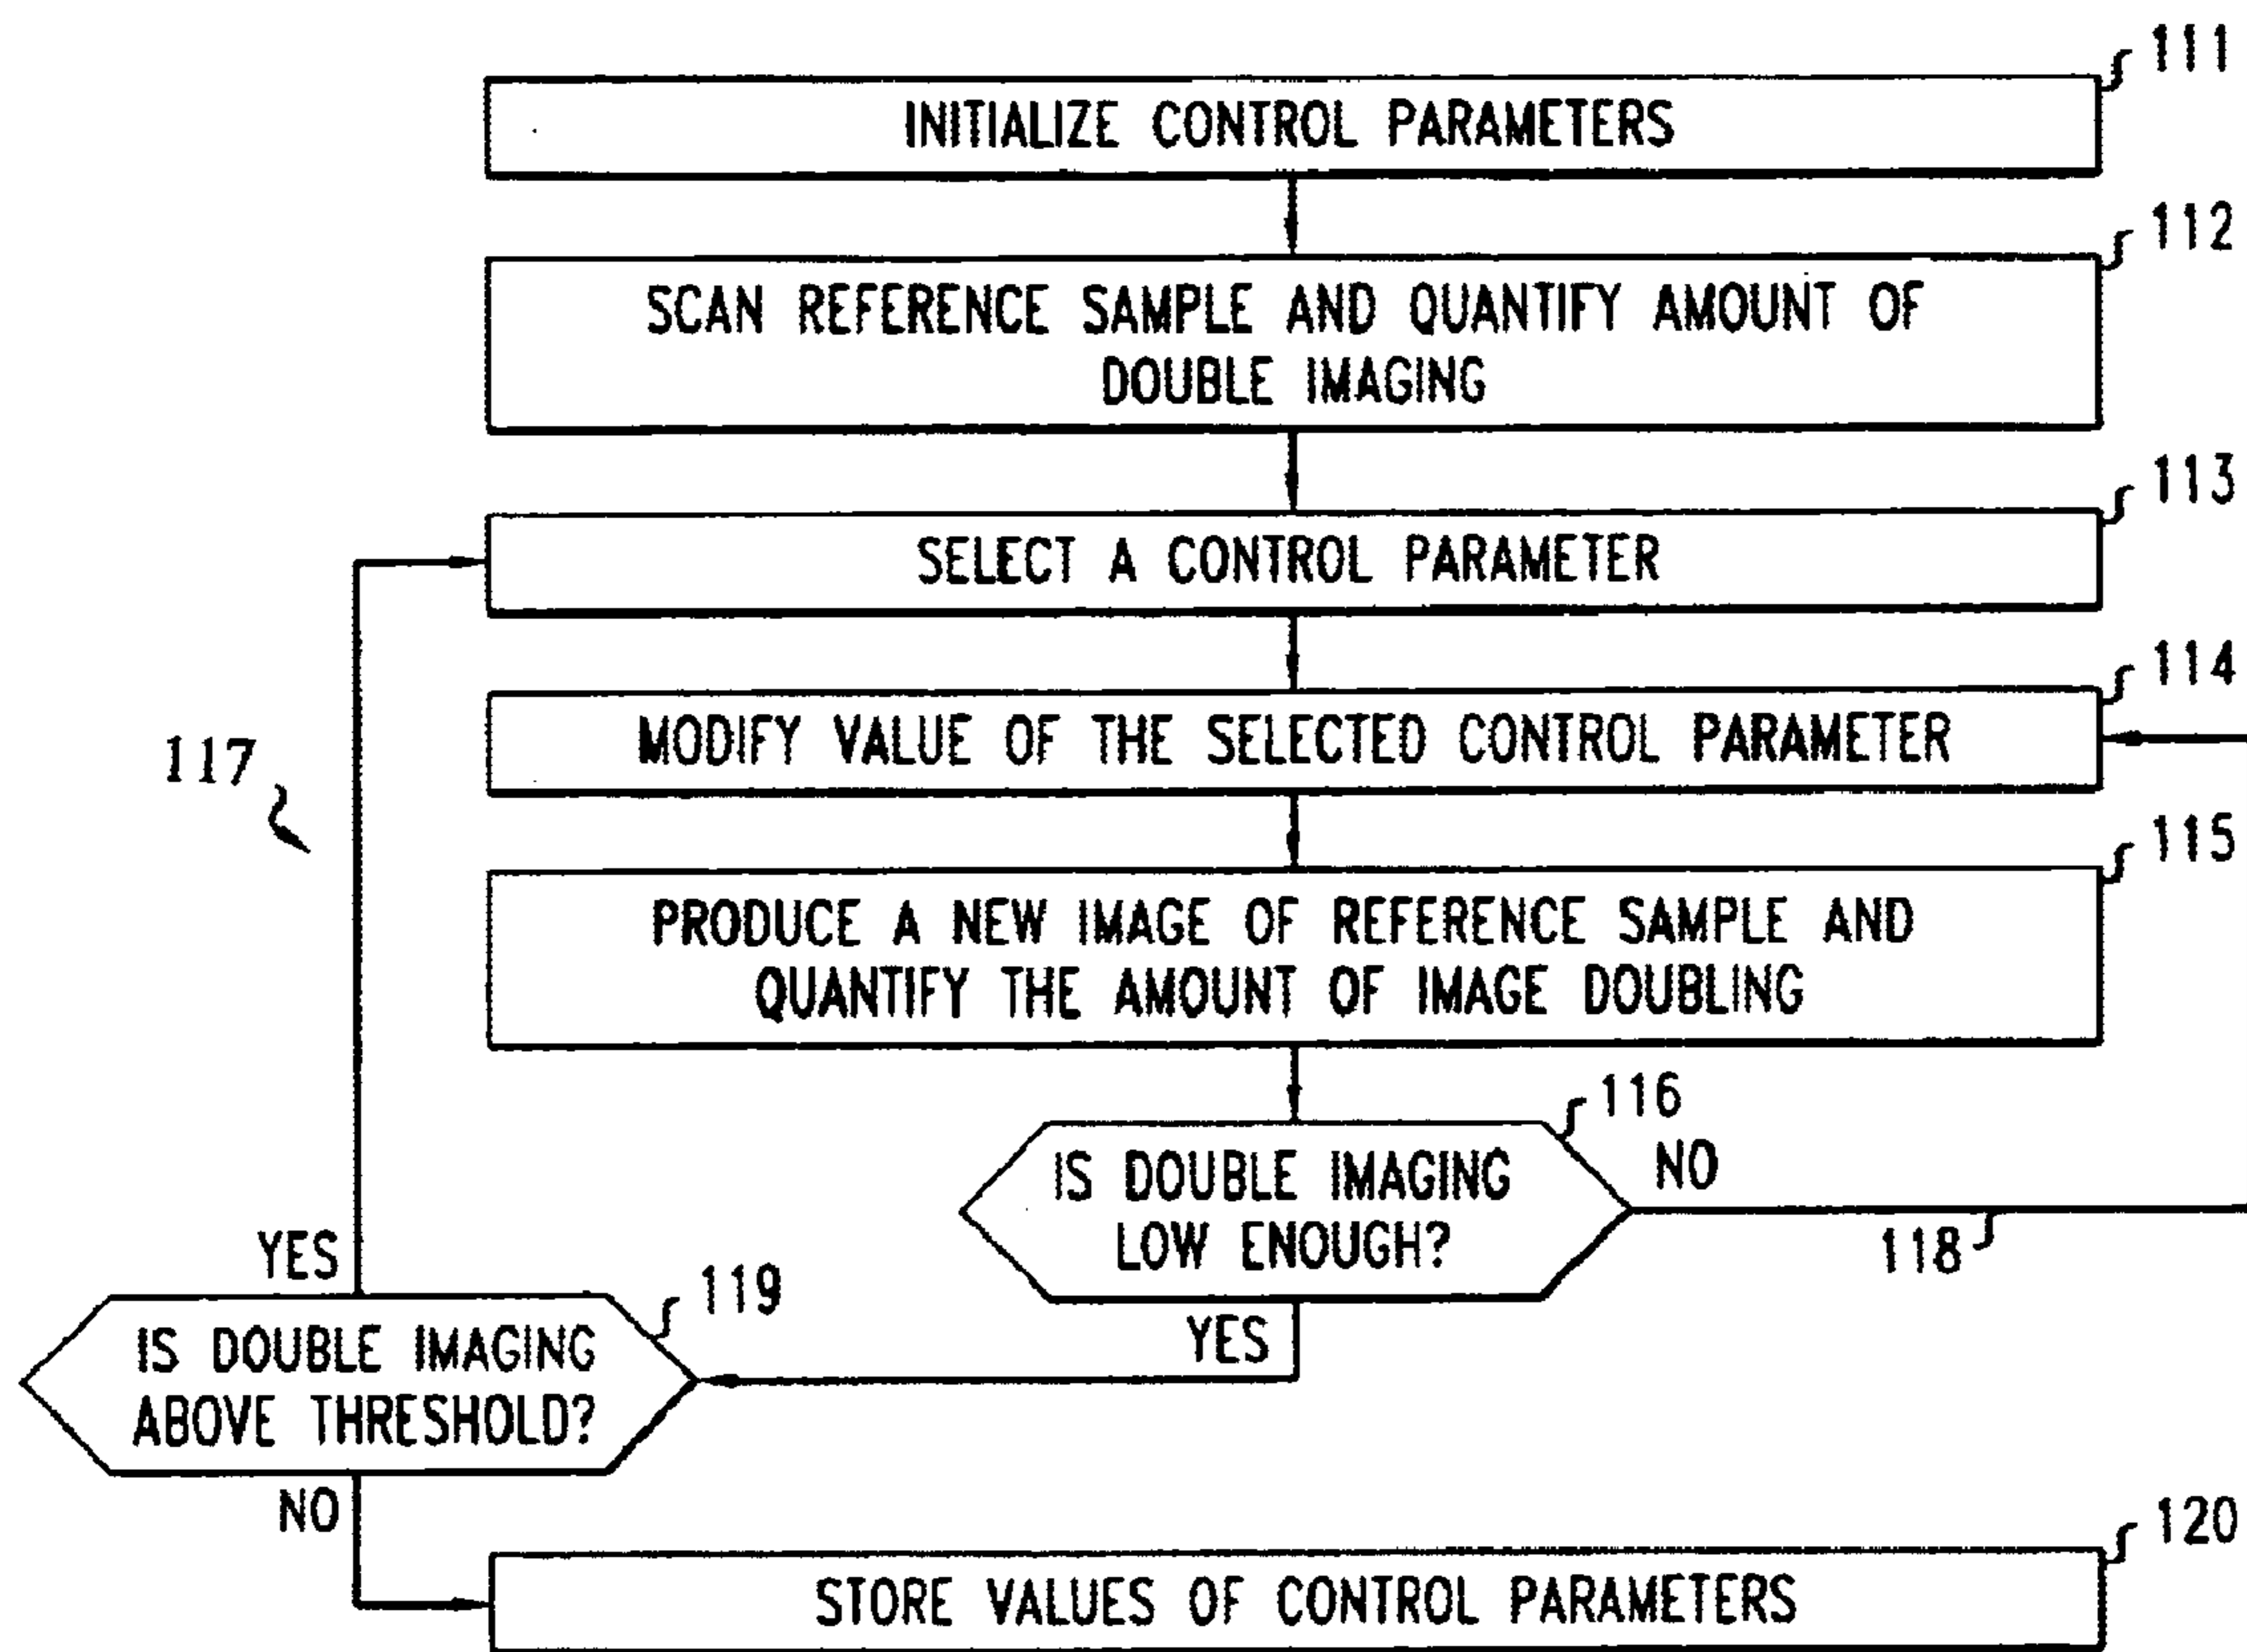 111
INITIALIZE CONTROL PARAMETERS
112
SCAN REFERENCE SAMPLE AND QUANTIFY AMOUNT OF
DOUBLE IMAGING
113
SELECT A CONTROL PARAMETER
114
MODIFY VALUE OF THE SELECTED CONTROL PARAMETER
117
115
PRODUCE A NEW IMAGE OF REFERENCE SAMPLE AND
QUANTIFY THE AMOUNT OF IMAGE DOUBLING
116
IS DOUBLE IMAGING
LOW ENOUGH?
NO
118
YES
YES
119
IS DOUBLE IMAGING
ABOVE THRESHOLD?
NO
120
STORE VALUES OF CONTROL PARAMETERS